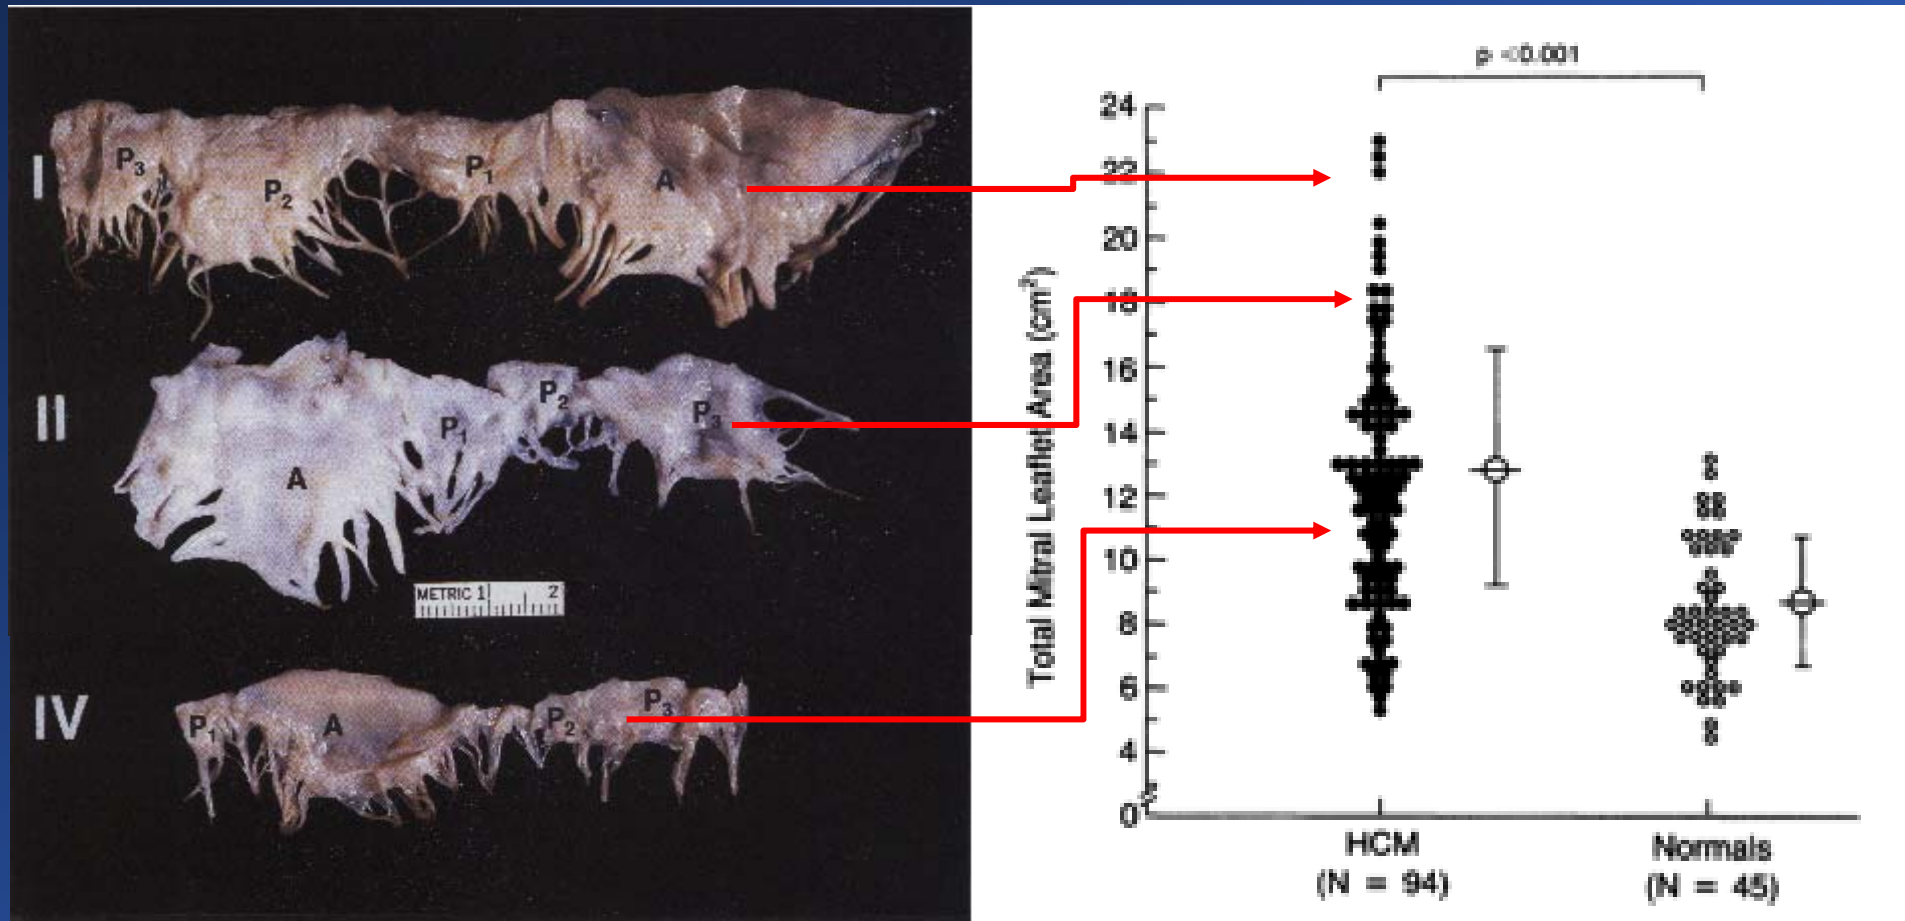 I
P₃
P₂
P₁
A
II
A
P₁
P₂
P₃
METRIC 1 2
IV
P₁
A
P₂
P₃
p <0.001
Total Mitral Leaflet Area (cm²)
24
22
20
18
16
14
12
10
8
6
4
0
HCM
(N = 94)
Normals
(N = 45)